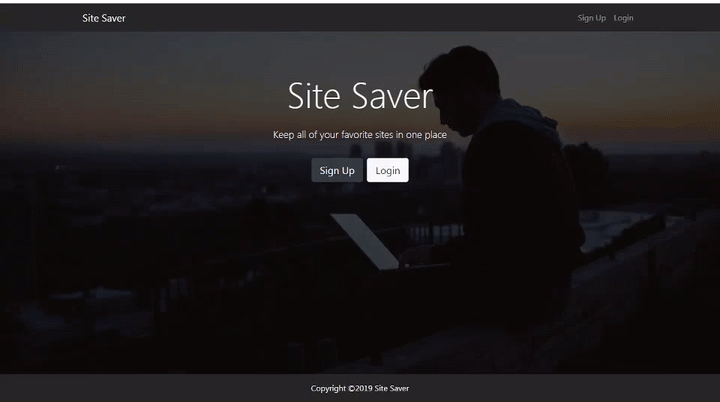 Site Saver
Sign Up Login
Site Saver
Keep all of your favorite sites in one place
Sign Up Login
Copyright ©2019 Site Saver